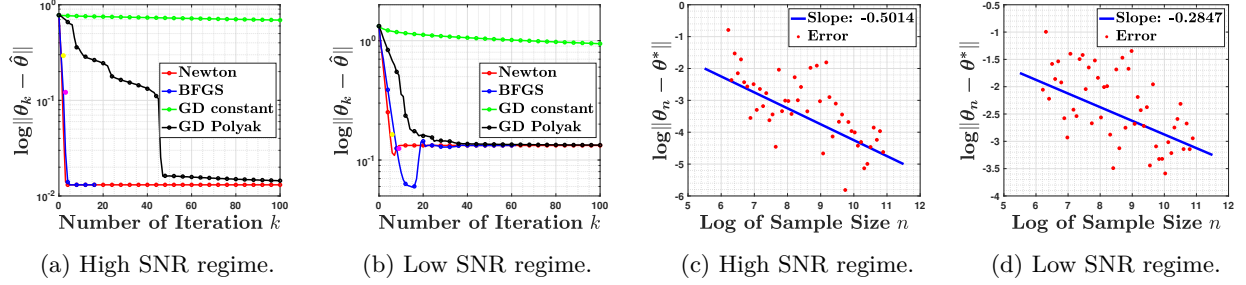 10^0
10^{-1}
10^{-2}
0 20 40 60 80 100
log||θ_k − θ̂||
Number of Iteration k
Newton
BFGS
GD constant
GD Polyak
(a) High SNR regime.
10^0
10^{-1}
0 20 40 60 80 100
log||θ_k − θ̂||
Number of Iteration k
Newton
BFGS
GD constant
GD Polyak
(b) Low SNR regime.
0
-1
-2
-3
-4
-5
-6
5 6 7 8 9 10 11 12
log||θ_n − θ*||
Log of Sample Size n
Slope: -0.5014
Error
(c) High SNR regime.
-0.5
-1
-1.5
-2
-2.5
-3
-3.5
-4
5 6 7 8 9 10 11 12
log||θ_n − θ*||
Log of Sample Size n
Slope: -0.2847
Error
(d) Low SNR regime.